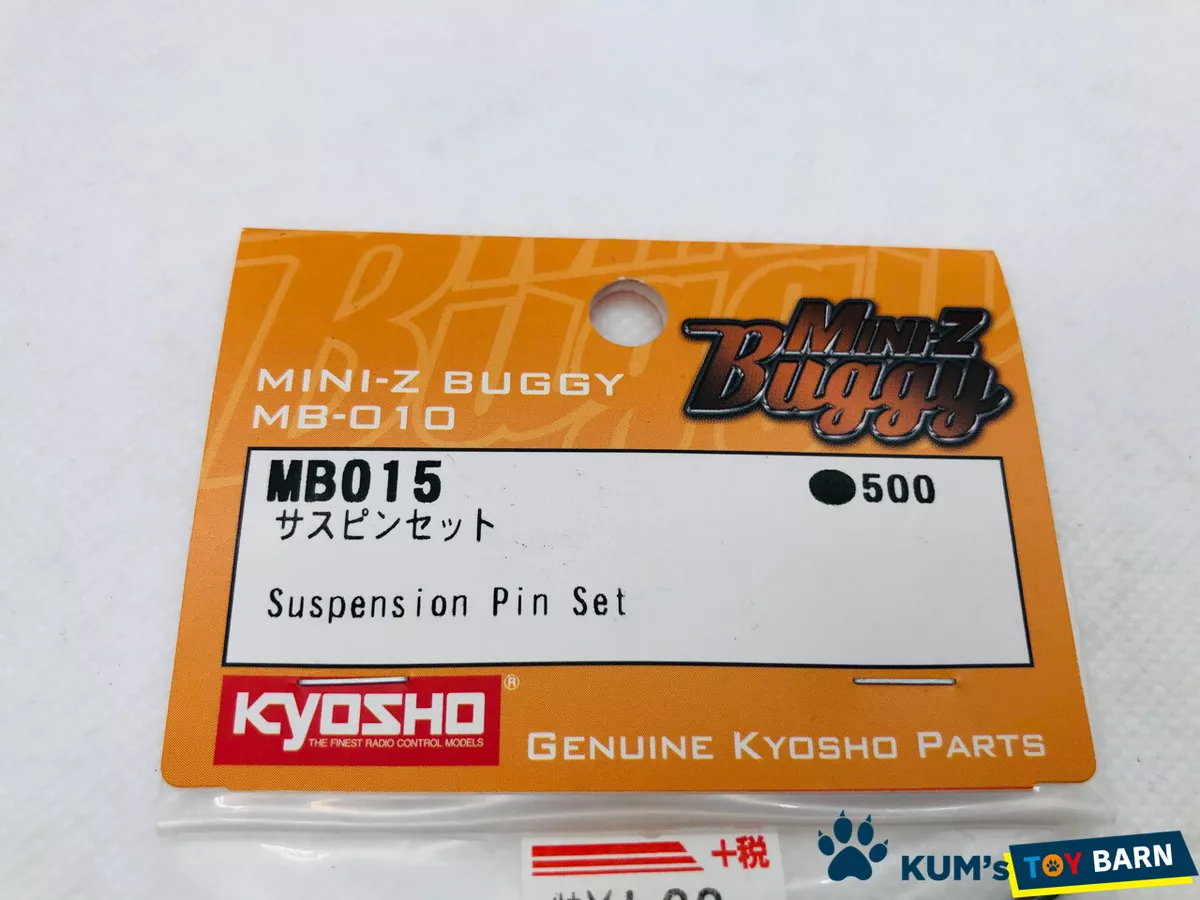 MINI-Z
Buggy
MINI-Z BUGGY
MB-010
MB015
●500
サスピンセット
Suspension Pin Set
KYOSHO®
THE FINEST RADIO CONTROL MODELS
GENUINE KYOSHO PARTS
+税
KUM's TOY BARN